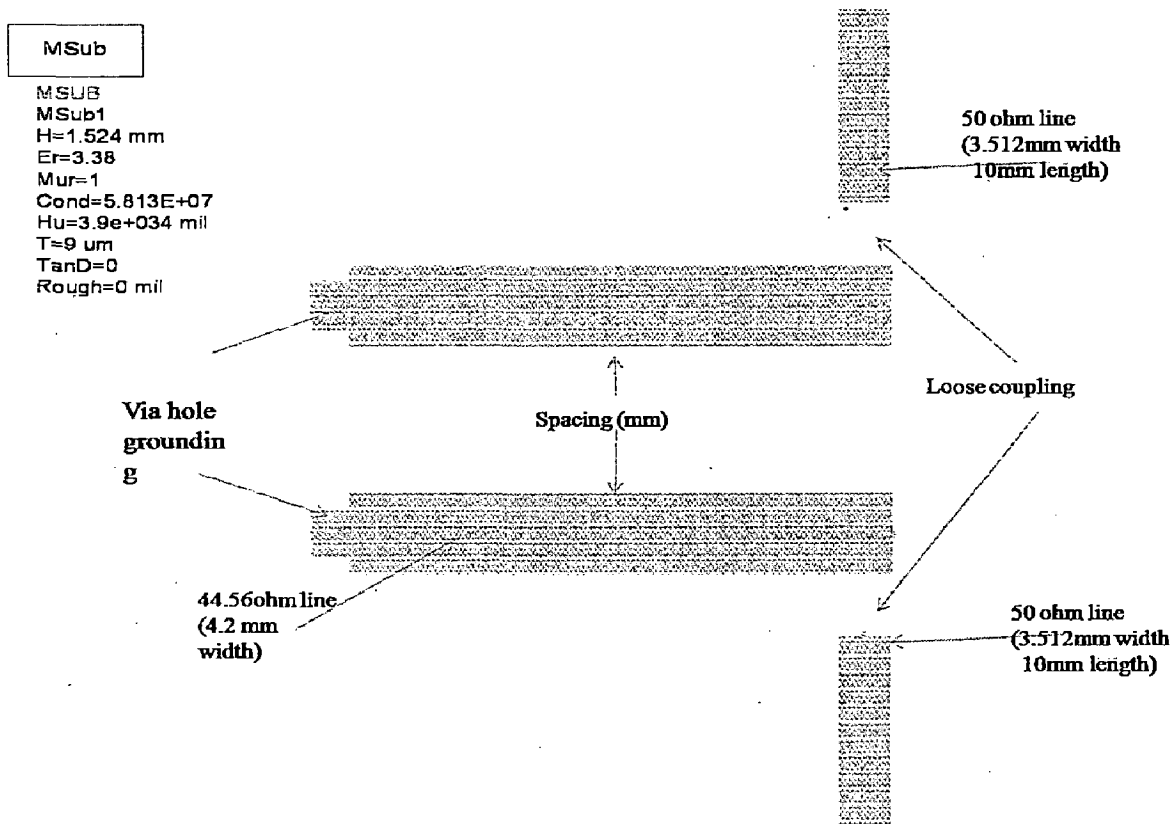 MSub
MSUB
MSub1
H=1.524 mm
Er=3.38
Mur=1
Cond=5.813E+07
Hu=3.9e+034 mil
T=9 um
TanD=0
Rough=0 mil
50 ohm line
(3.512mm width
10mm length)
Via hole
groundin
g
Spacing (mm)
Loose coupling
44.56ohm line
(4.2 mm
width)
50 ohm line
(3.512mm width
10mm length)